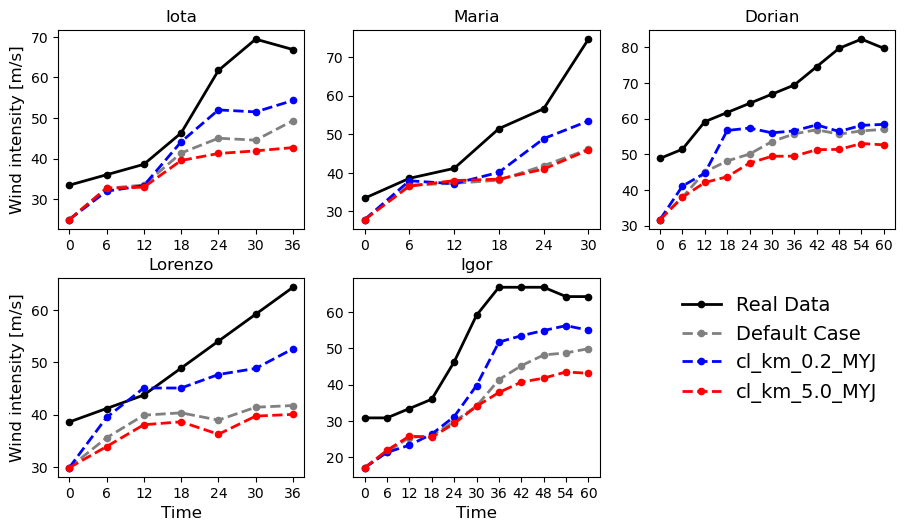 Iota
Maria
Dorian
Wind intensity [m/s]
70
60
50
40
30
0 6 12 18 24 30 36
70
60
50
40
30
0 6 12 18 24 30
80
70
60
50
40
30
0 6 12 18 24 30 36 42 48 54 60
Lorenzo
Igor
Wind intensity [m/s]
60
50
40
30
0 6 12 18 24 30 36
Time
60
50
40
30
20
0 6 12 18 24 30 36 42 48 54 60
Time
Real Data
Default Case
cl_km_0.2_MYJ
cl_km_5.0_MYJ